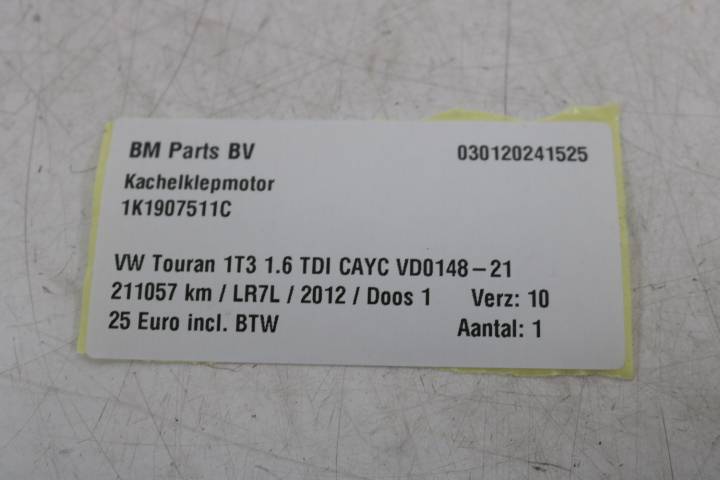 BM Parts BV 030120241525
Kachelklepmotor
1K1907511C
VW Touran 1T3 1.6 TDI CAYC VD0148-21
211057 km / LR7L / 2012 / Doos 1 Verz: 10
25 Euro incl. BTW Aantal: 1